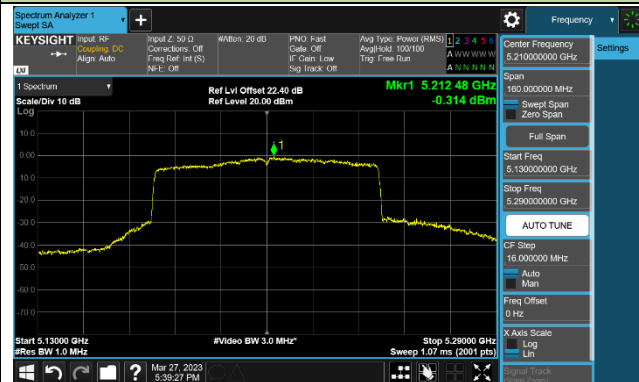 Spectrum Analyzer 1
Swept SA
Frequency
KEYSIGHT
Input: RF
Coupling: DC
Align: Auto
Input Z: 50 Ω
Corrections: Off
Freq Ref: Int (S)
NFE: Off
#Atten: 20 dB
PNO: Fast
Gate: Off
IF Gain: Low
Sig Track: Off
Avg Type: Power (RMS)
Avg|Hold: 100/100
Trig: Free Run
1 2 3 4 5 6
A W W W W W
A N N N N N
LXI
1 Spectrum
Scale/Div 10 dB
Ref Lvl Offset 22.40 dB
Ref Level 20.00 dBm
Mkr1 5.212 48 GHz
-0.314 dBm
Log
10.0
0.00
-10.0
-20.0
-30.0
-40.0
-50.0
-60.0
-70.0
1
Start 5.13000 GHz
#Res BW 1.0 MHz
#Video BW 3.0 MHz*
Stop 5.29000 GHz
Sweep 1.07 ms (2001 pts)
Mar 27, 2023
5:39:27 PM
Center Frequency
5.210000000 GHz
Span
160.000000 MHz
Swept Span
Zero Span
Full Span
Start Freq
5.130000000 GHz
Stop Freq
5.290000000 GHz
AUTO TUNE
CF Step
16.000000 MHz
Auto
Man
Freq Offset
0 Hz
X Axis Scale
Log
Lin
Signal Track
(Span Zoom)
Settings